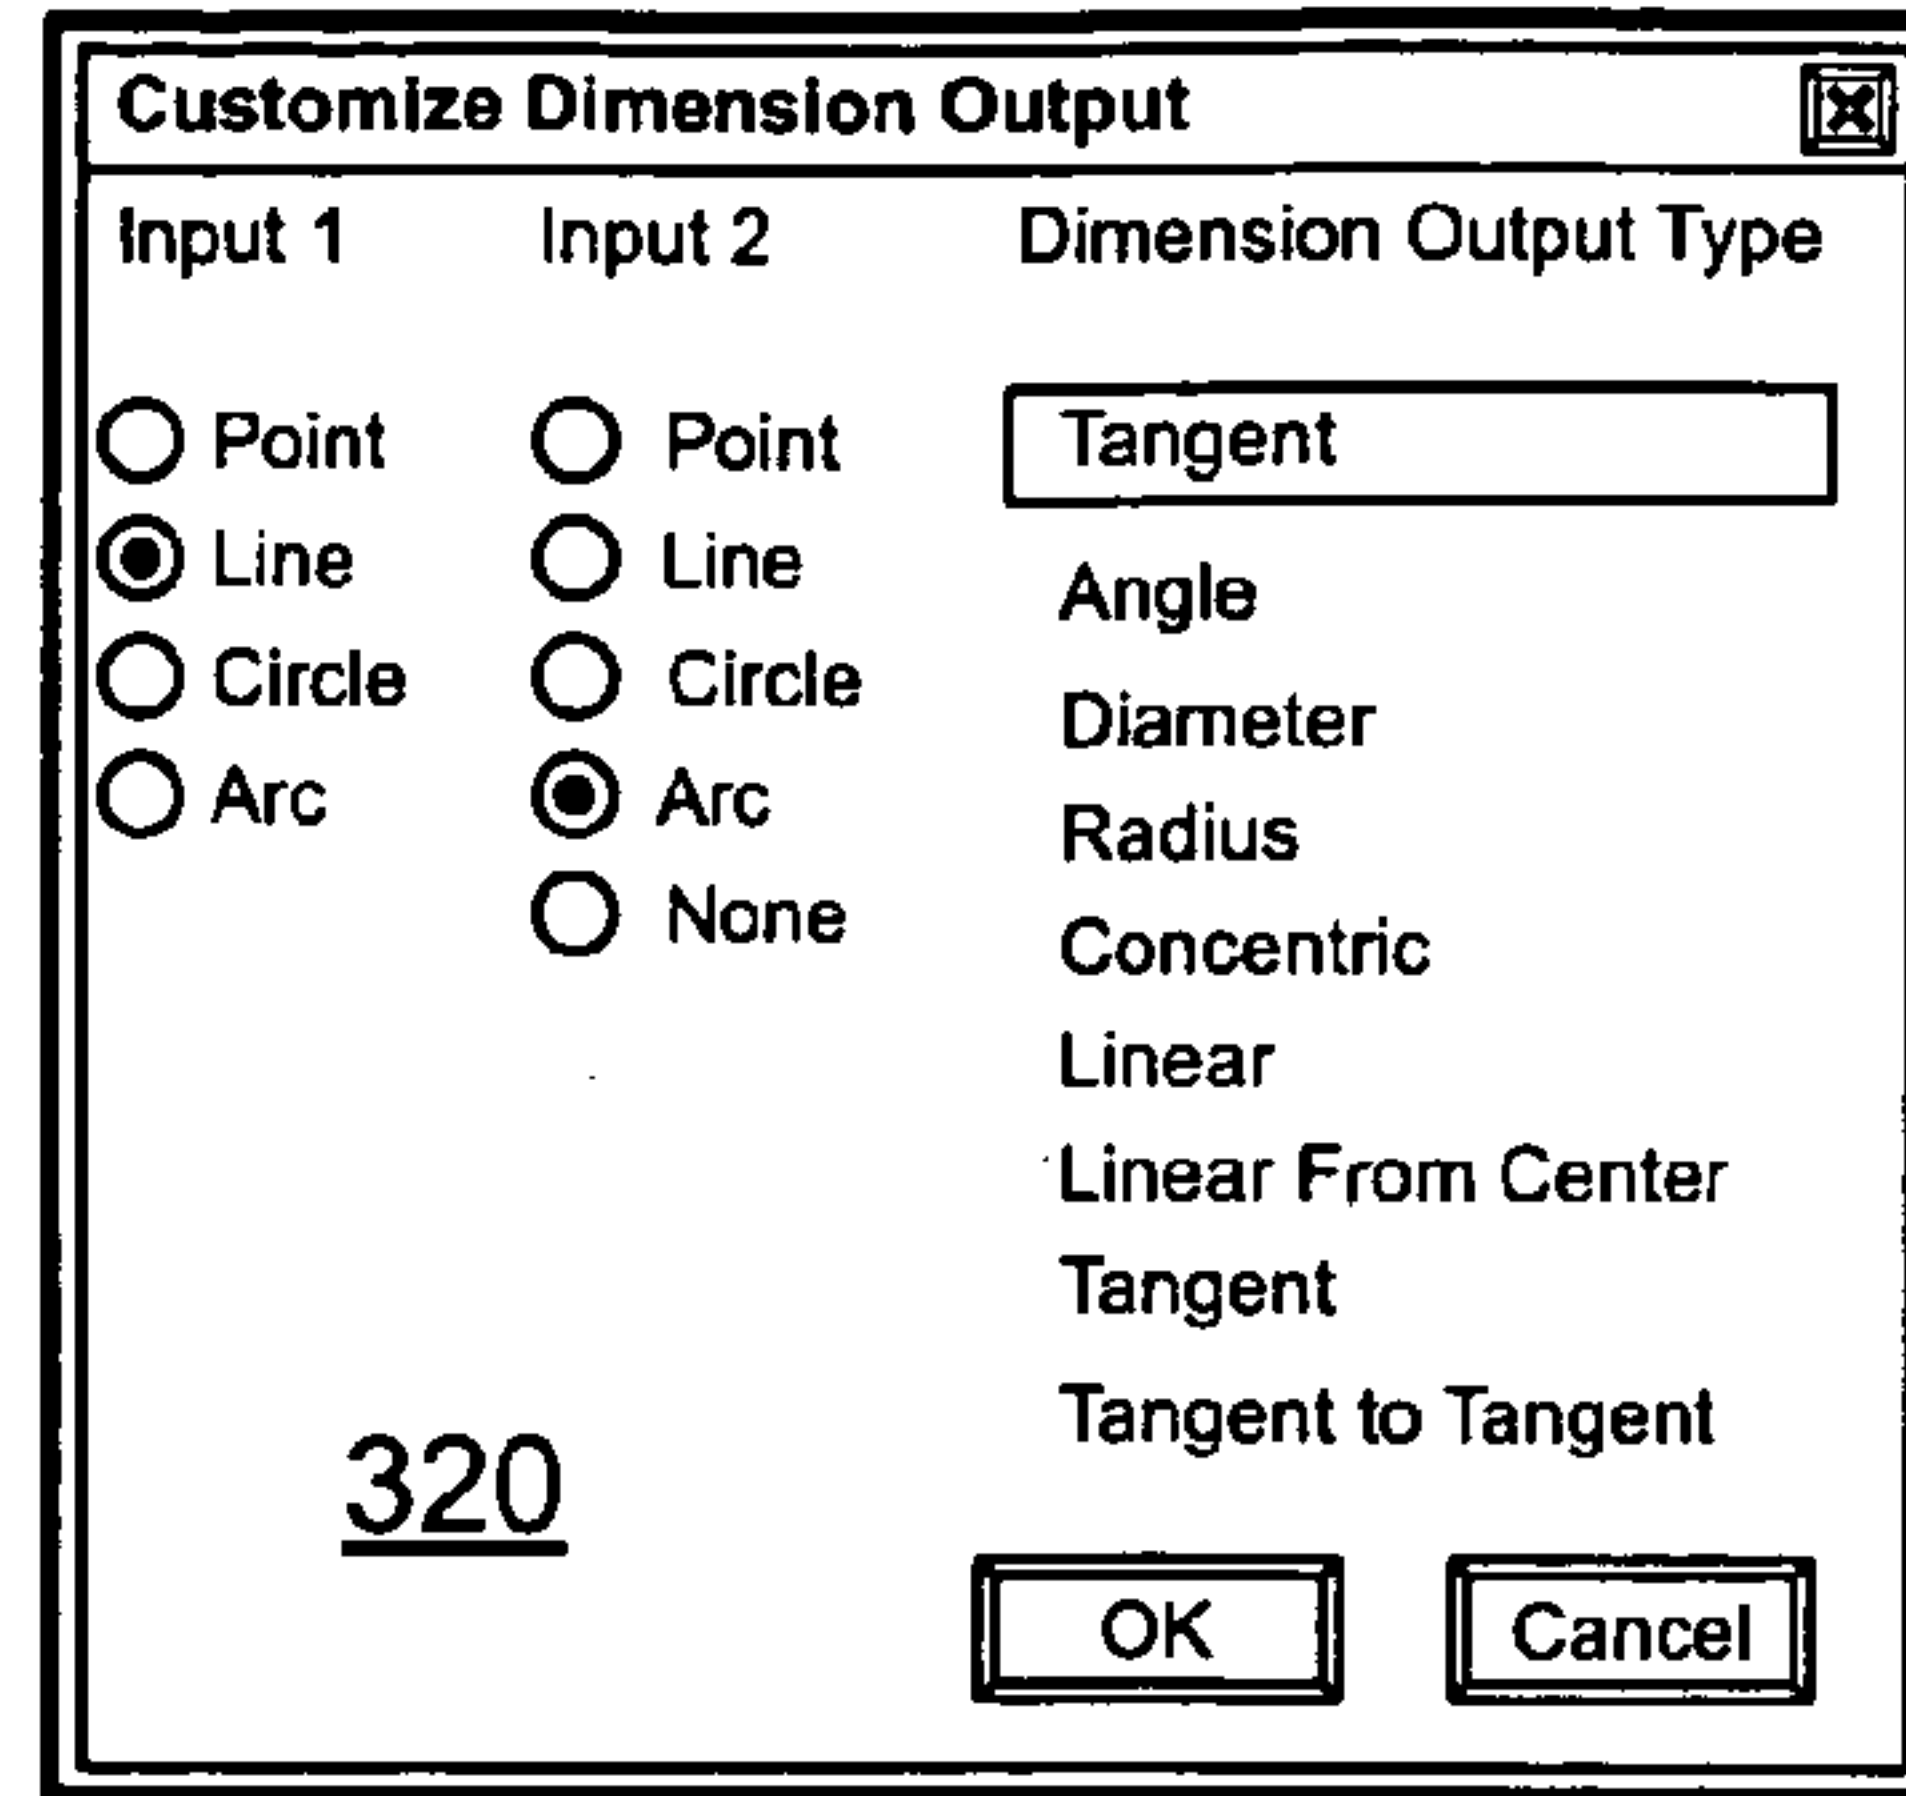 Customize Dimension Output
Input 1 Input 2 Dimension Output Type
Point Point Tangent
Line Line Angle
Circle Circle Diameter
Arc Arc Radius
None Concentric
Linear
Linear From Center
Tangent
Tangent to Tangent
320
OK Cancel